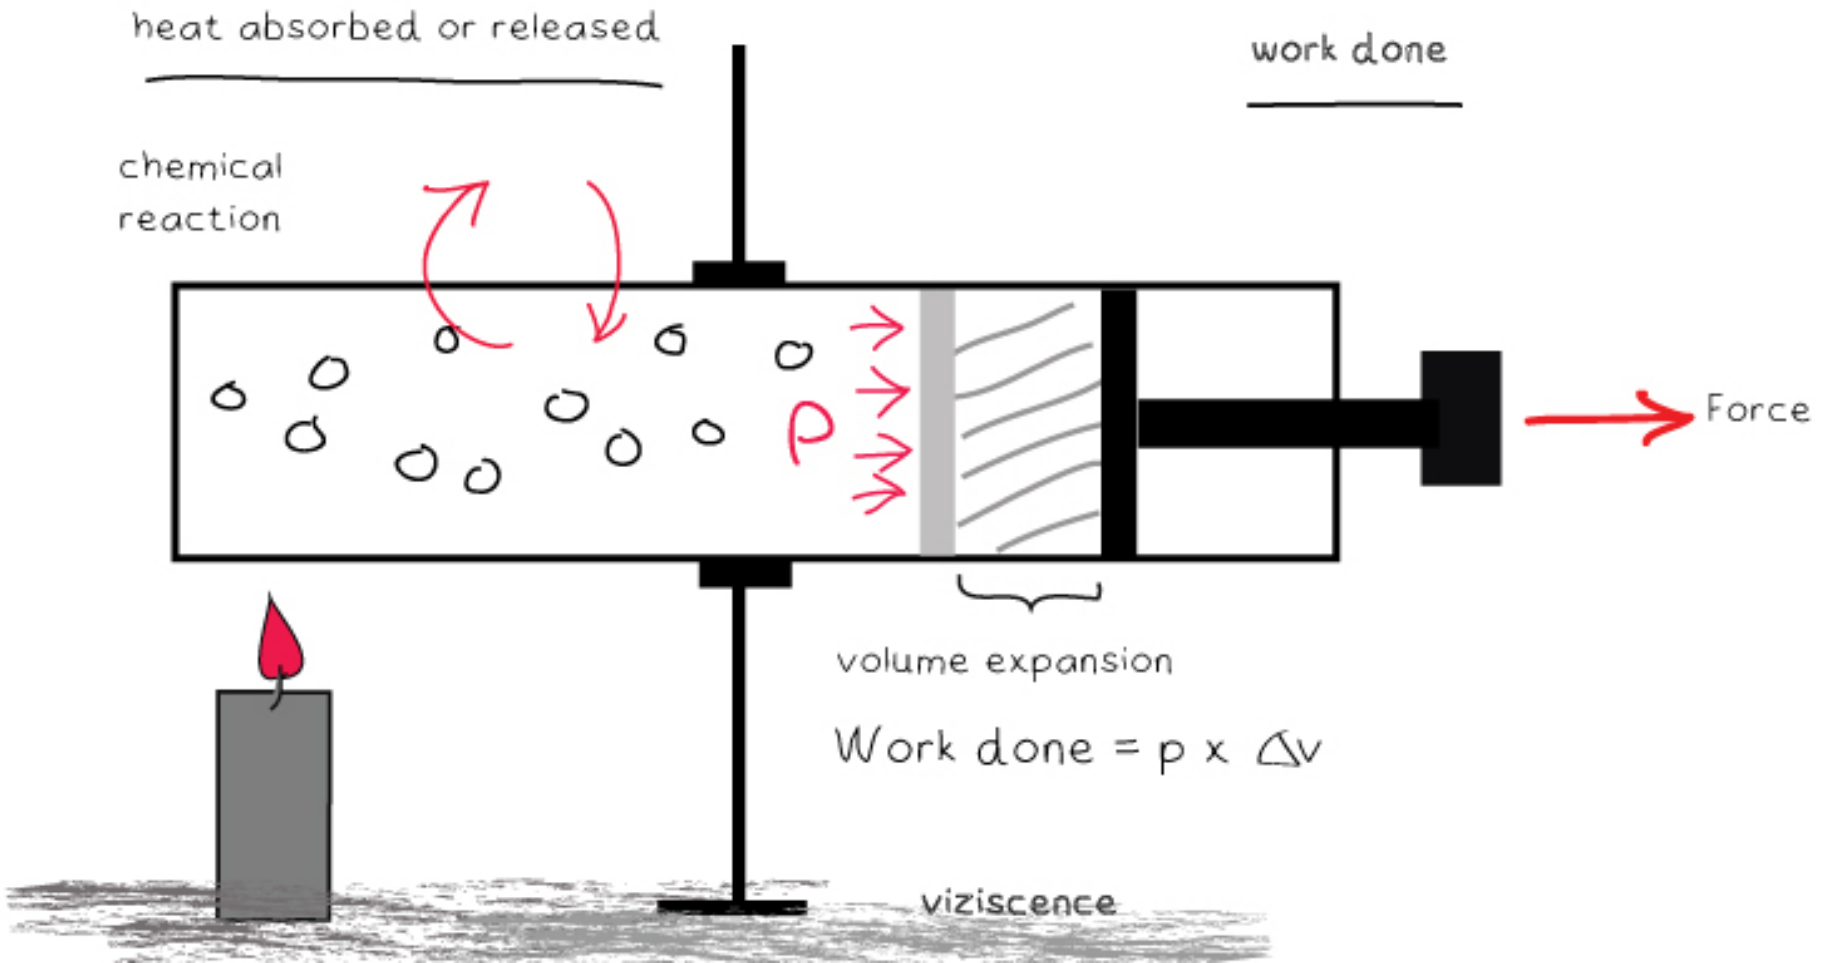 heat absorbed or released
work done
chemical
reaction
P
Force
volume expansion
Work done = p x Δv
viziscence